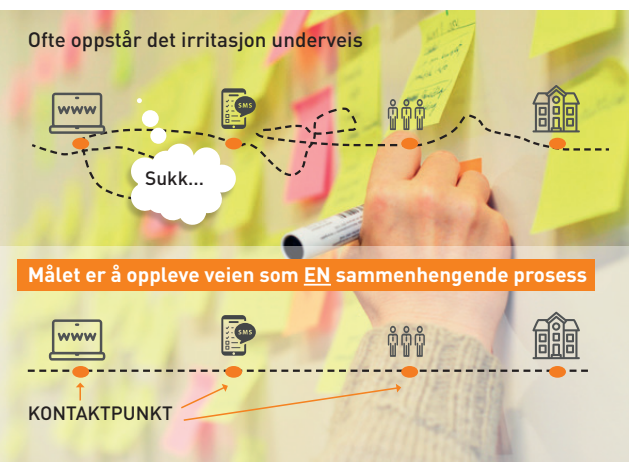 Ofte oppstår det irritasjon underveis
www
SMS
Sukk...
Målet er å oppleve veien som EN sammenhengende prosess
www
SMS
KONTAKTPUNKT